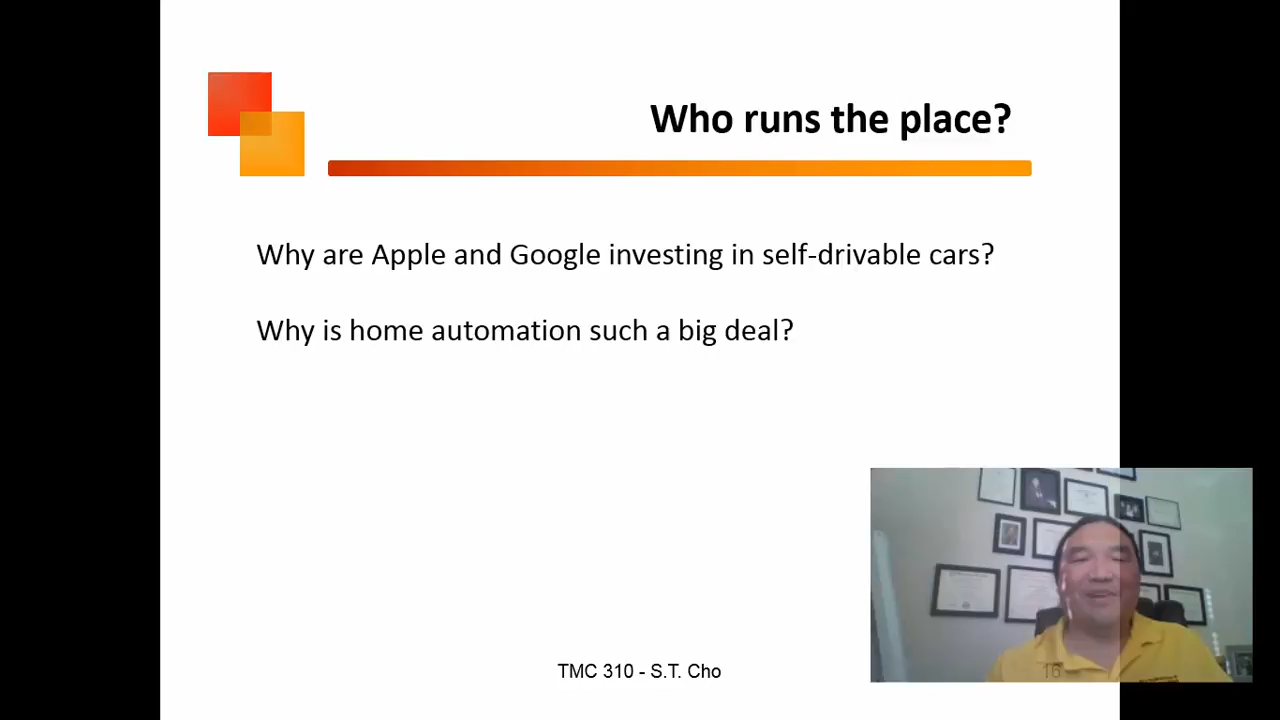 Who runs the place?
Why are Apple and Google investing in self-drivable cars?
Why is home automation such a big deal?
TMC 310 - S.T. Cho
16